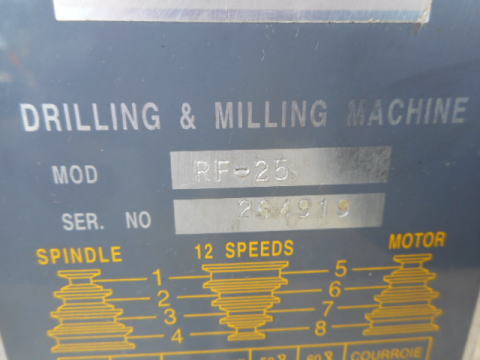 DRILLING & MILLING MACHINE
MOD RF-25
SER. NO 264919
SPINDLE 12 SPEEDS MOTOR
1 5
2 6
3 7
4 8
COURROIE